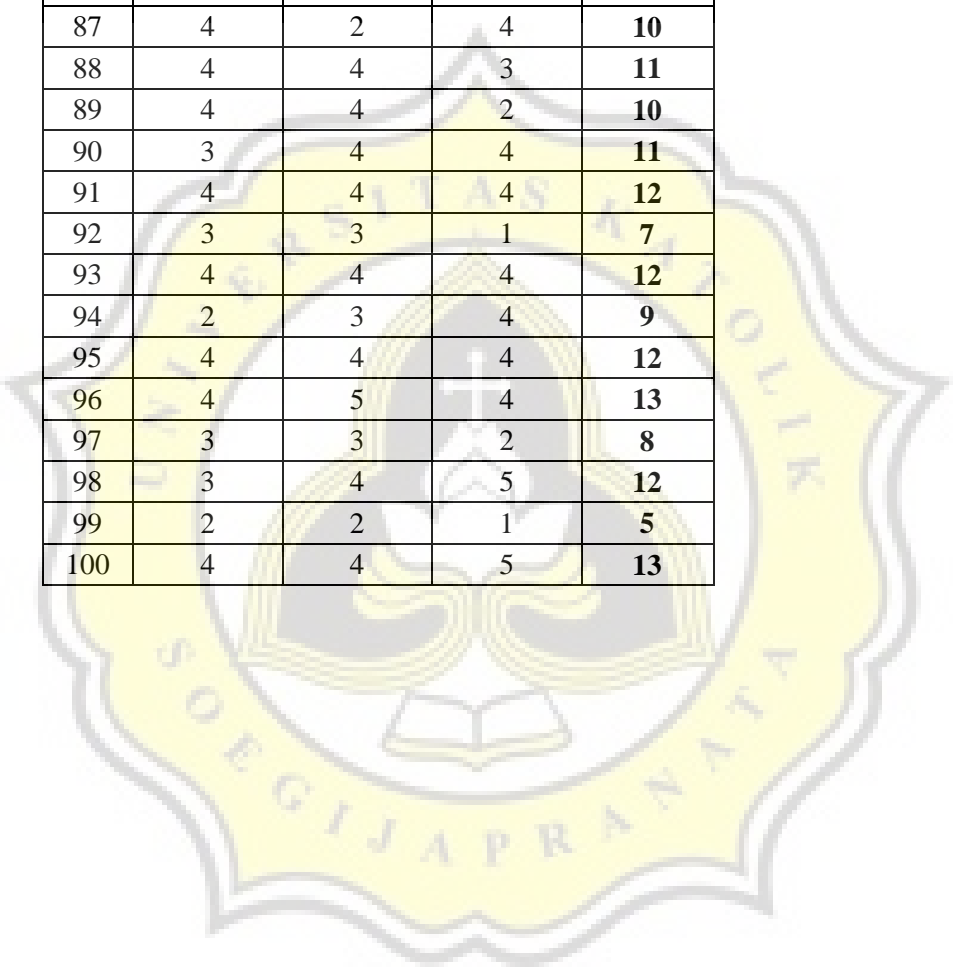 87 4 2 4 10
88 4 4 3 11
89 4 4 2 10
90 3 4 4 11
91 4 4 4 12
92 3 3 1 7
93 4 4 4 12
94 2 3 4 9
95 4 4 4 12
96 4 5 4 13
97 3 3 2 8
98 3 4 5 12
99 2 2 1 5
100 4 4 5 13
UNIVERSITAS KATOLIK
SOEGIJAPRANATA